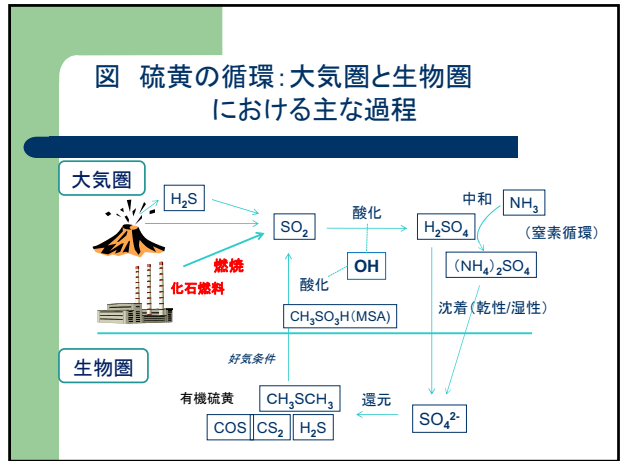 図 硫黄の循環:大気圏と生物圏
における主な過程
大気圏
H₂S
SO₂
酸化
H₂SO₄
中和
NH₃
(窒素循環)
燃焼
化石燃料
酸化
OH
(NH₄)₂SO₄
CH₃SO₃H(MSA)
沈着(乾性/湿性)
生物圏
好気条件
有機硫黄
CH₃SCH₃
還元
SO₄²⁻
COS
CS₂
H₂S